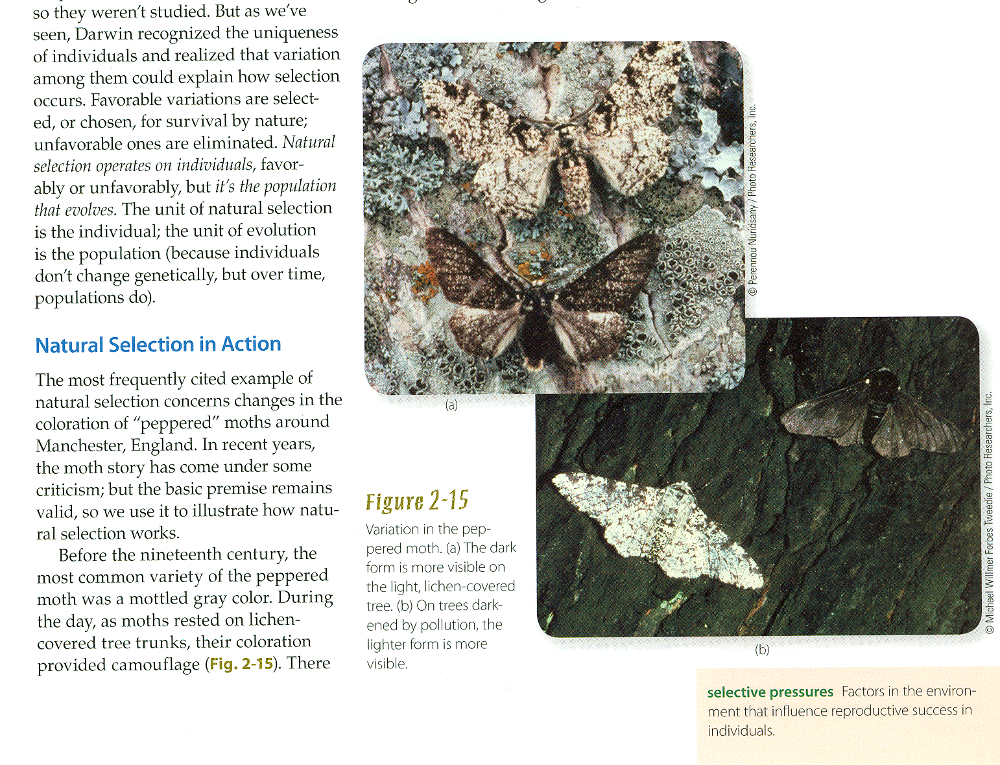 so they weren't studied. But as we've
seen, Darwin recognized the uniqueness
of individuals and realized that variation
among them could explain how selection
occurs. Favorable variations are select-
ed, or chosen, for survival by nature;
unfavorable ones are eliminated. Natural
selection operates on individuals, favor-
ably or unfavorably, but it's the population
that evolves. The unit of natural selection
is the individual; the unit of evolution
is the population (because individuals
don't change genetically, but over time,
populations do).
Natural Selection in Action
The most frequently cited example of
natural selection concerns changes in the
coloration of "peppered" moths around
Manchester, England. In recent years,
the moth story has come under some
criticism; but the basic premise remains
valid, so we use it to illustrate how natu-
ral selection works.
Before the nineteenth century, the
most common variety of the peppered
moth was a mottled gray color. During
the day, as moths rested on lichen-
covered tree trunks, their coloration
provided camouflage (Fig. 2-15). There
© Perennou Nuridsany / Photo Researchers, Inc.
(a)
© Michael Willmer Forbes Tweedie / Photo Researchers, Inc.
(b)
Figure 2-15
Variation in the pep-
pered moth. (a) The dark
form is more visible on
the light, lichen-covered
tree. (b) On trees dark-
ened by pollution, the
lighter form is more
visible.
selective pressures Factors in the environ-
ment that influence reproductive success in
individuals.